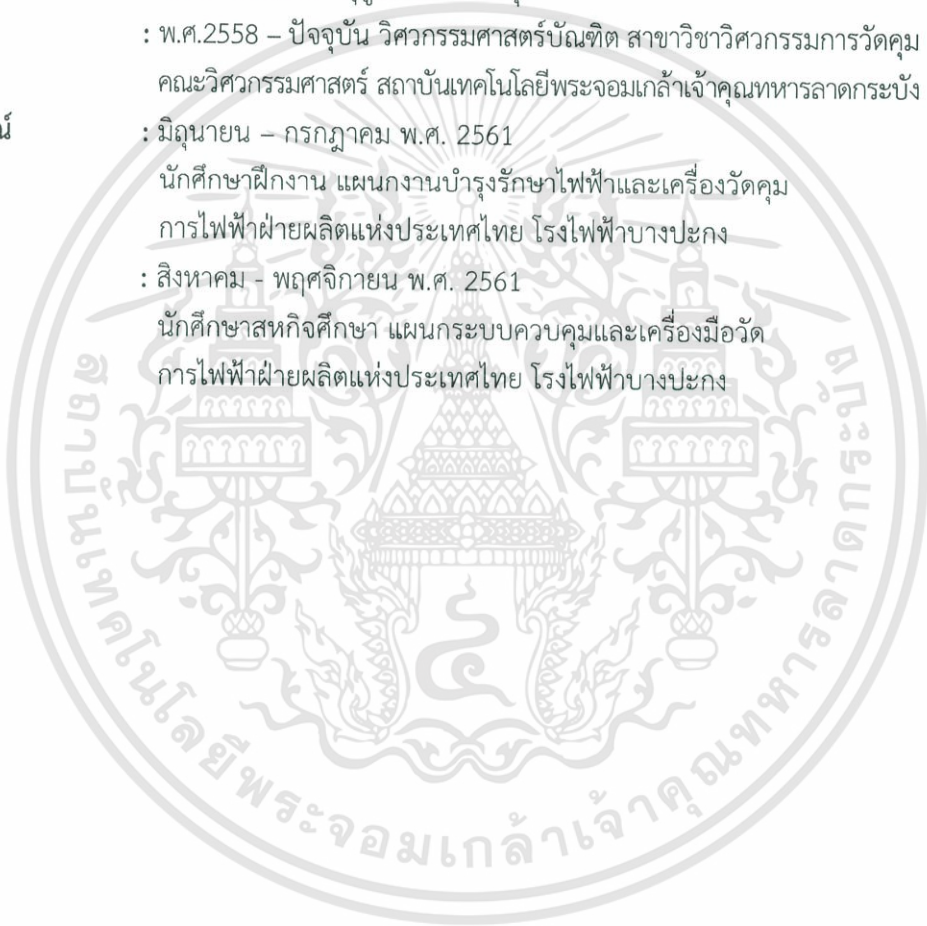 : พ.ศ.2558 – ปัจจุบัน วิศวกรรมศาสตร์บัณฑิต สาขาวิชาวิศวกรรมการวัดคุม
คณะวิศวกรรมศาสตร์ สถาบันเทคโนโลยีพระจอมเกล้าเจ้าคุณทหารลาดกระบัง
: มิถุนายน – กรกฎาคม พ.ศ. 2561
นักศึกษาฝึกงาน แผนกงานบำรุงรักษาไฟฟ้าและเครื่องวัดคุม
การไฟฟ้าฝ่ายผลิตแห่งประเทศไทย โรงไฟฟ้าบางปะกง
: สิงหาคม - พฤศจิกายน พ.ศ. 2561
นักศึกษาสหกิจศึกษา แผนกระบบควบคุมและเครื่องมือวัด
การไฟฟ้าฝ่ายผลิตแห่งประเทศไทย โรงไฟฟ้าบางปะกง
สถาบันเทคโนโลยีพระจอมเกล้าเจ้าคุณทหารลาดกระบัง